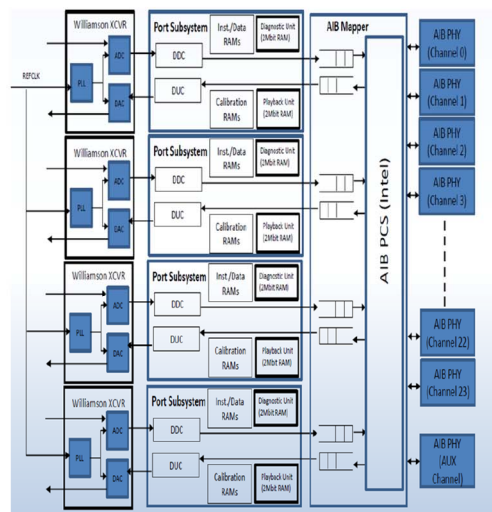 Williamson XCVR
REFCLK
PLL
ADC
DAC
Port Subsystem
DDC
DUC
Inst./Data
RAMs
Diagnostic Unit
(2Mbit RAM)
Calibration
RAMs
Playback Unit
(2Mbit RAM)
Williamson XCVR
PLL
ADC
DAC
Port Subsystem
DDC
DUC
Inst./Data
RAMs
Diagnostic Unit
(2Mbit RAM)
Calibration
RAMs
Playback Unit
(2Mbit RAM)
Williamson XCVR
PLL
ADC
DAC
Port Subsystem
DDC
DUC
Inst./Data
RAMs
Diagnostic Unit
(2Mbit RAM)
Calibration
RAMs
Playback Unit
(2Mbit RAM)
Williamson XCVR
PLL
ADC
DAC
Port Subsystem
DDC
DUC
Inst./Data
RAMs
Diagnostic Unit
(2Mbit RAM)
Calibration
RAMs
Playback Unit
(2Mbit RAM)
AIB Mapper
AIB PCS (Intel)
AIB PHY
(Channel 0)
AIB PHY
(Channel 1)
AIB PHY
(Channel 2)
AIB PHY
(Channel 3)
AIB PHY
(Channel 22)
AIB PHY
(Channel 23)
AIB PHY
(AUX
Channel)